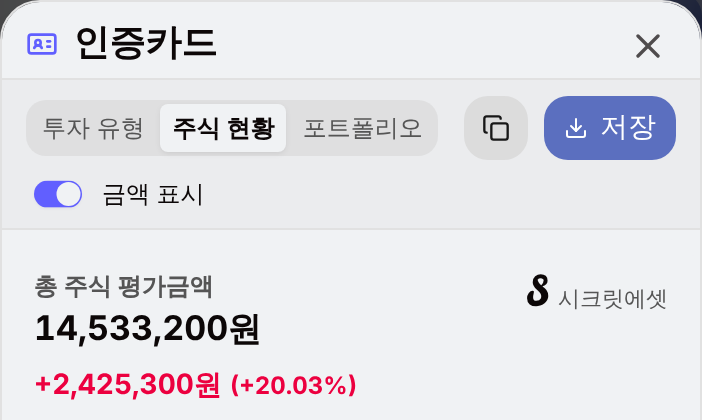 인증카드
투자 유형 주식 현황 포트폴리오 저장
금액 표시
총 주식 평가금액
S 시크릿에셋
14,533,200원
+2,425,300원 (+20.03%)